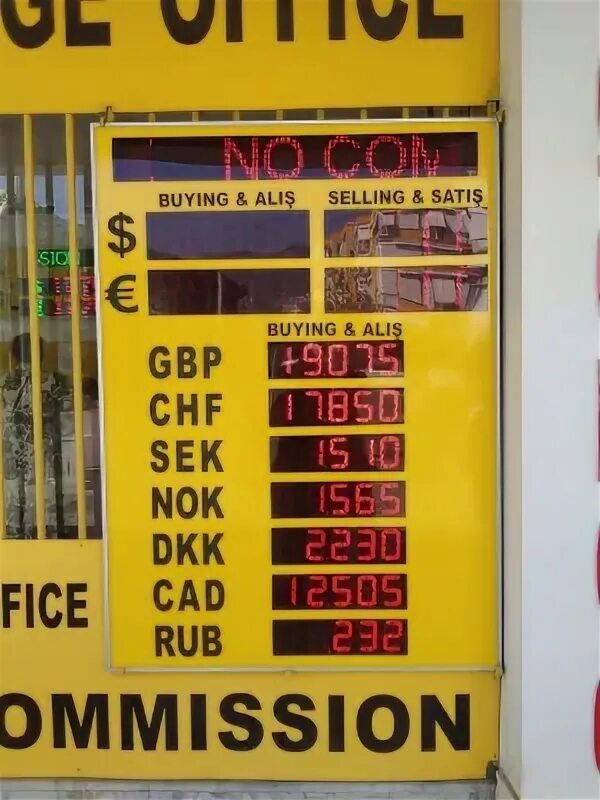 GE OFFICE
NO COM
BUYING & ALIŞ SELLING & SATIŞ
$
€
BUYING & ALIŞ
GBP 19075
CHF 17850
SEK 1510
NOK 1565
DKK 2230
CAD 12505
RUB 232
FFICE
OMMISSION